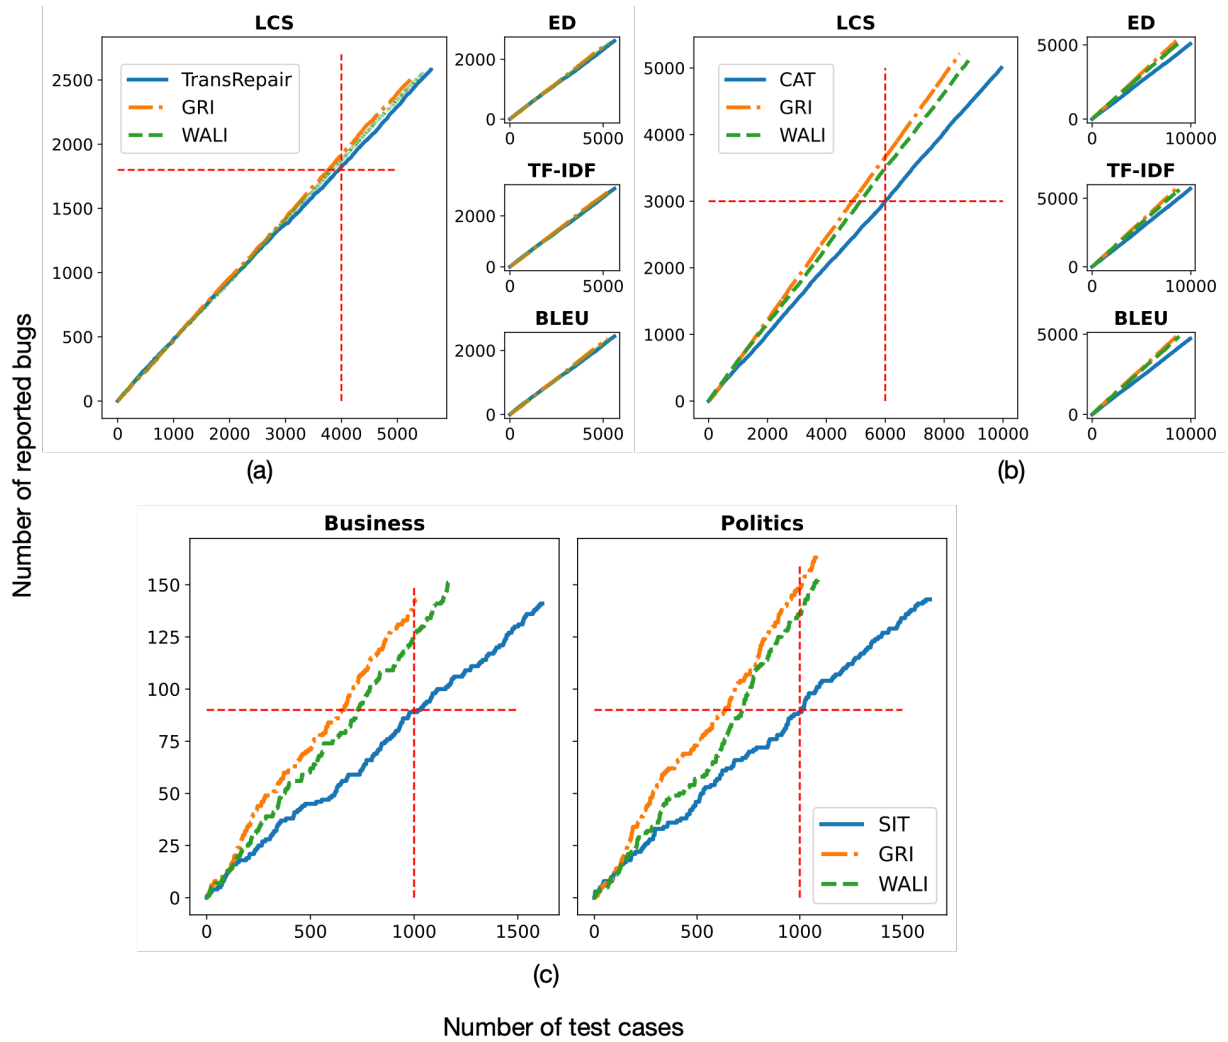 LCS
2500
2000
1500
1000
500
0
0 1000 2000 3000 4000 5000
TransRepair
GRI
WALI
ED
2000
0
0 5000
TF-IDF
2000
0
0 5000
BLEU
2000
0
0 5000
(a)
LCS
5000
4000
3000
2000
1000
0
0 2000 4000 6000 8000 10000
CAT
GRI
WALI
ED
5000
0
0 10000
TF-IDF
5000
0
0 10000
BLEU
5000
0
0 10000
(b)
Number of reported bugs
Business
150
125
100
75
50
25
0
0 500 1000 1500
Politics
0 500 1000 1500
SIT
GRI
WALI
(c)
Number of test cases